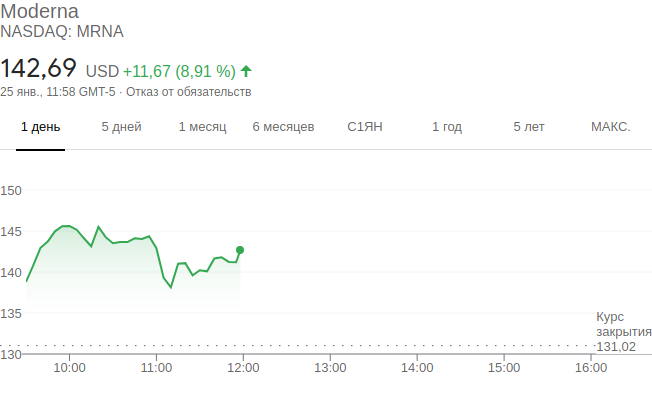 Moderna
NASDAQ: MRNA
142,69 USD +11,67 (8,91 %) ↑
25 янв., 11:58 GMT-5 · Отказ от обязательств
1 день 5 дней 1 месяц 6 месяцев С1ЯН 1 год 5 лет МАКС.
150
145
140
135
Курс
закрытия
131,02
130
10:00 11:00 12:00 13:00 14:00 15:00 16:00